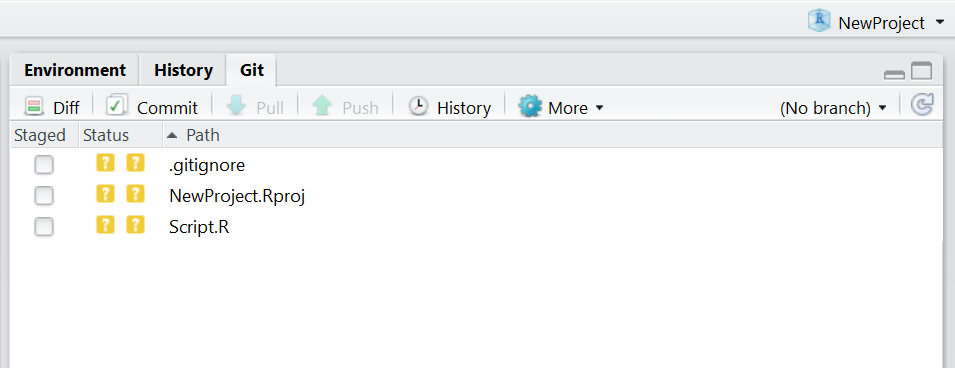 NewProject
Environment History Git
Diff Commit Pull Push History More (No branch)
Staged Status Path
? ? .gitignore
? ? NewProject.Rproj
? ? Script.R